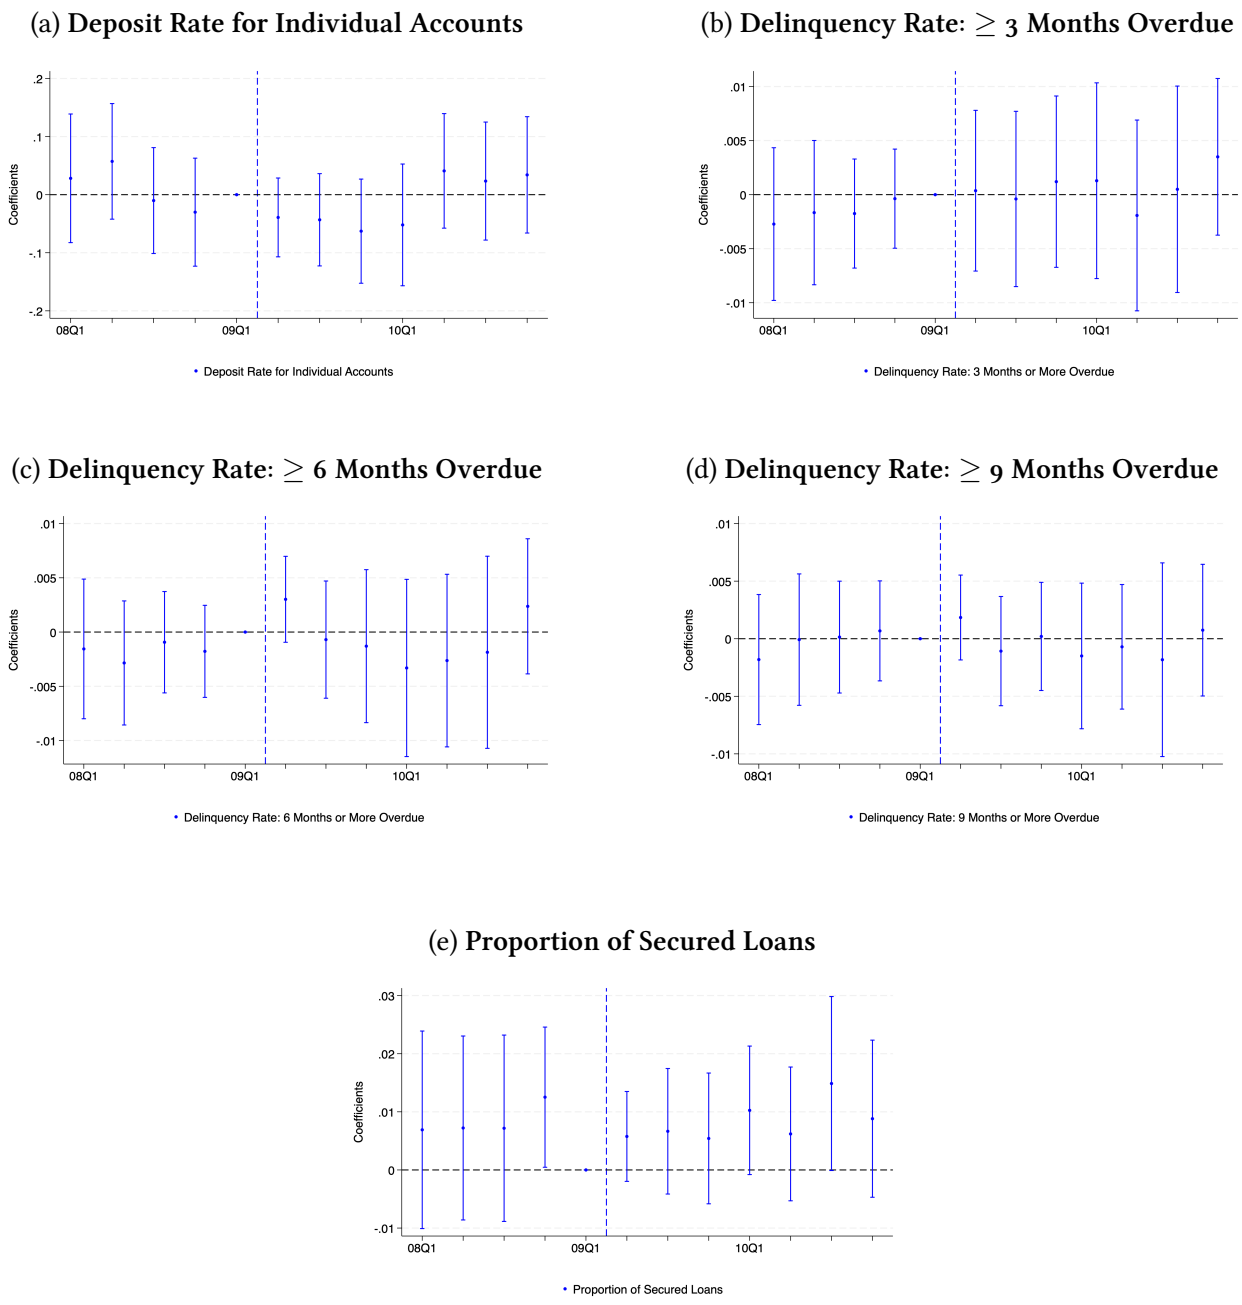 (a) Deposit Rate for Individual Accounts
.2
.1
0
-.1
-.2
Coefficients
08Q1 09Q1 10Q1
Deposit Rate for Individual Accounts
(b) Delinquency Rate: ≥ 3 Months Overdue
.01
.005
0
-.005
-.01
Coefficients
08Q1 09Q1 10Q1
Delinquency Rate: 3 Months or More Overdue
(c) Delinquency Rate: ≥ 6 Months Overdue
.01
.005
0
-.005
-.01
Coefficients
08Q1 09Q1 10Q1
Delinquency Rate: 6 Months or More Overdue
(d) Delinquency Rate: ≥ 9 Months Overdue
.01
.005
0
-.005
-.01
Coefficients
08Q1 09Q1 10Q1
Delinquency Rate: 9 Months or More Overdue
(e) Proportion of Secured Loans
.03
.02
.01
0
-.01
Coefficients
08Q1 09Q1 10Q1
Proportion of Secured Loans